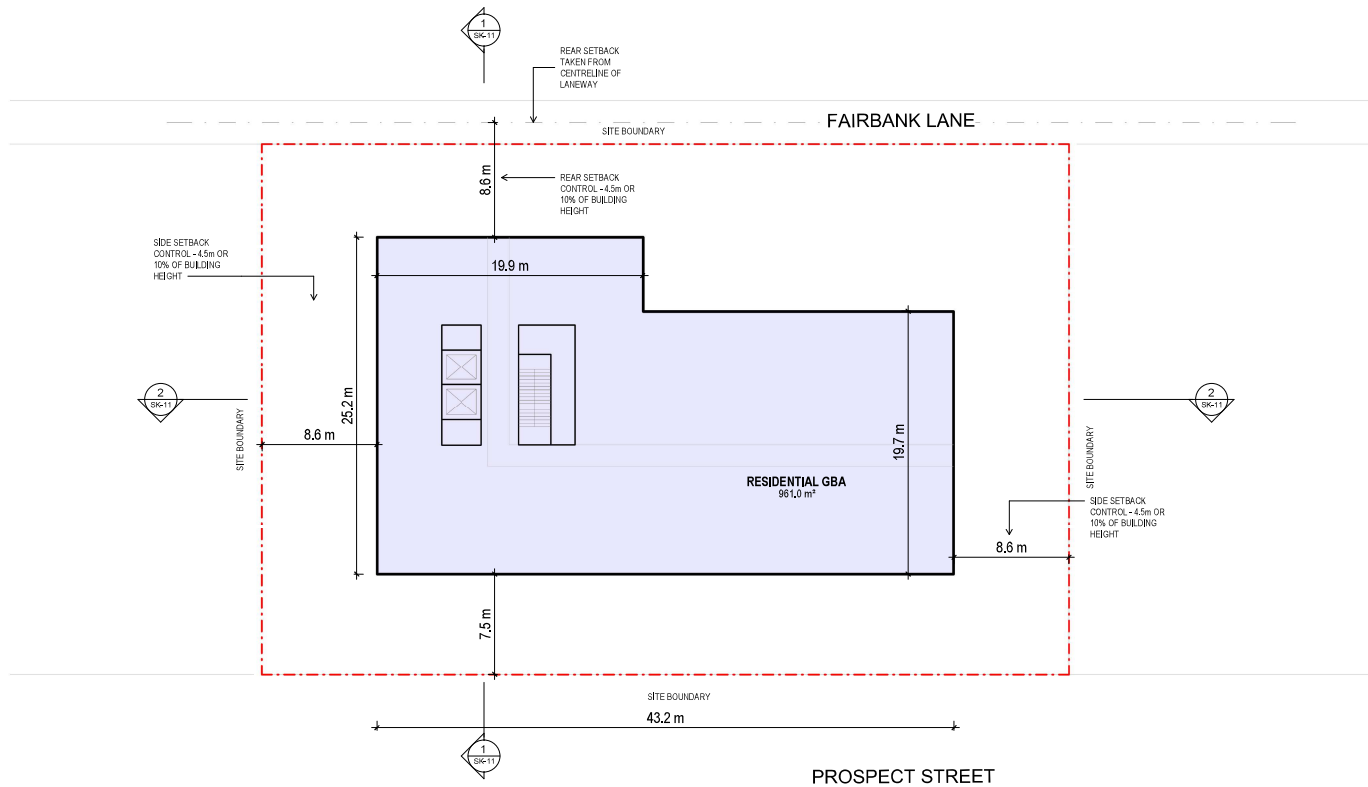 1
SK-11
REAR SETBACK
TAKEN FROM
CENTRELINE OF
LANEWAY
FAIRBANK LANE
SITE BOUNDARY
8.6 m
REAR SETBACK
CONTROL - 4.5m OR
10% OF BUILDING
HEIGHT
SIDE SETBACK
CONTROL - 4.5m OR
10% OF BUILDING
HEIGHT
19.9 m
2
SK-11
2
SK-11
25.2 m
8.6 m
SITE BOUNDARY
19.7 m
SITE BOUNDARY
RESIDENTIAL GBA
961.0 m²
SIDE SETBACK
CONTROL - 4.5m OR
10% OF BUILDING
HEIGHT
8.6 m
7.5 m
SITE BOUNDARY
43.2 m
1
SK-11
PROSPECT STREET